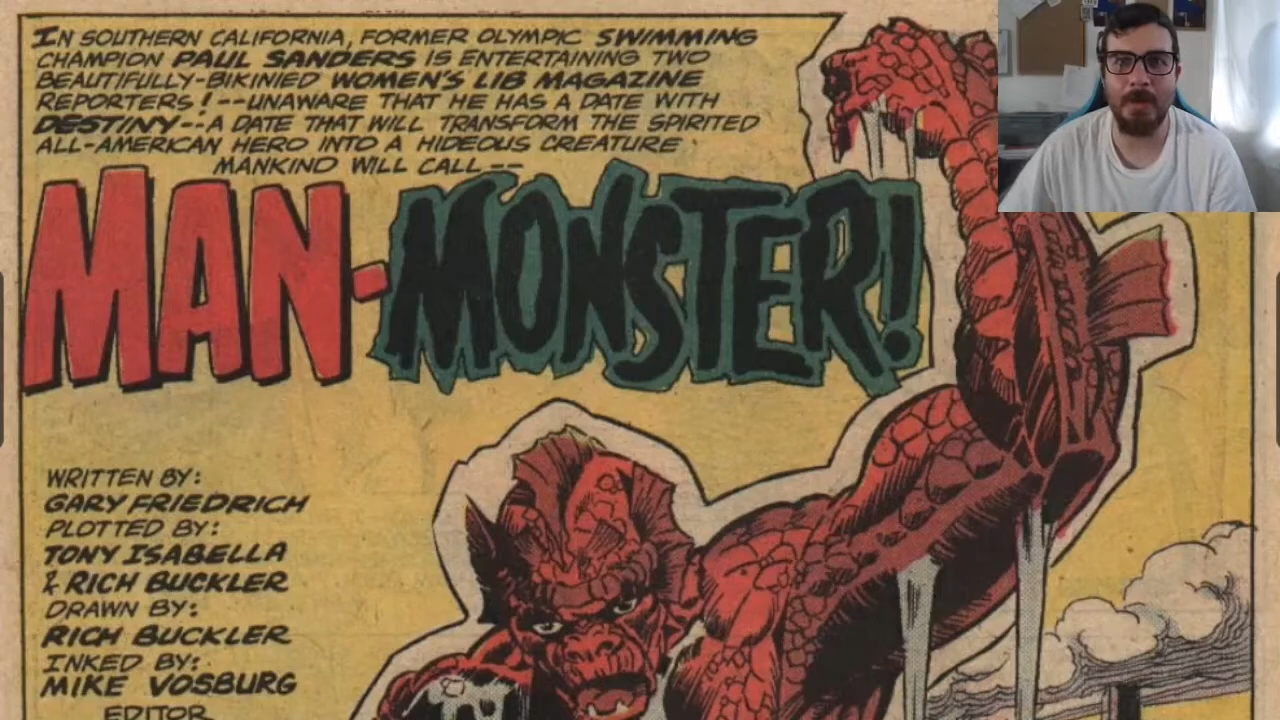 IN SOUTHERN CALIFORNIA, FORMER OLYMPIC SWIMMING
CHAMPION PAUL SANDERS IS ENTERTAINING TWO
BEAUTIFULLY-BIKINIED WOMEN'S LIB MAGAZINE
REPORTERS!--UNAWARE THAT HE HAS A DATE WITH
DESTINY--A DATE THAT WILL TRANSFORM THE SPIRITED
ALL-AMERICAN HERO INTO A HIDEOUS CREATURE
MANKIND WILL CALL--
MAN-MONSTER!
WRITTEN BY:
GARY FRIEDRICH
PLOTTED BY:
TONY ISABELLA
& RICH BUCKLER
DRAWN BY:
RICH BUCKLER
INKED BY:
MIKE VOSBURG
EDITOR